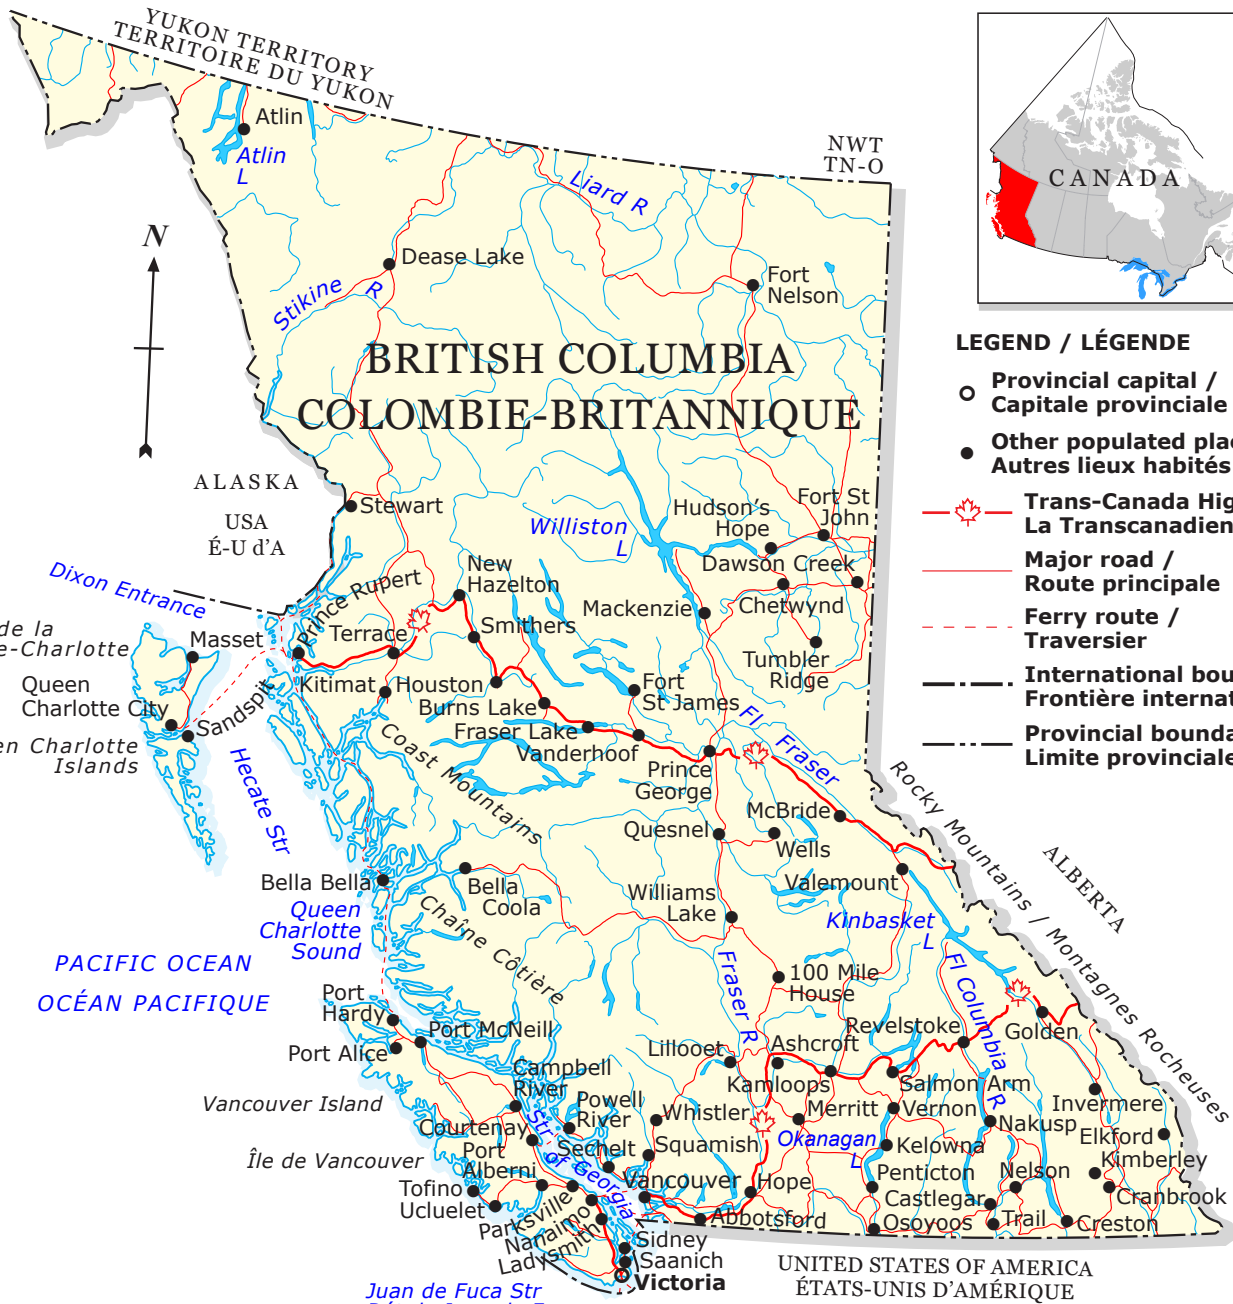 YUKON TERRITORY
TERRITOIRE DU YUKON
NWT
TN-O
Atlin
Atlin
L
Liard R
N
Dease Lake
Stikine R
Fort
Nelson
CANADA
BRITISH COLUMBIA
COLOMBIE-BRITANNIQUE
LEGEND / LÉGENDE
Provincial capital /
Capitale provinciale
Other populated pla
Autres lieux habités
Trans-Canada Hig
La Transcanadien
Major road /
Route principale
Ferry route /
Traversier
International bou
Frontière internat
Provincial bounda
Limite provinciale
ALASKA
USA
É-U d'A
Stewart
Williston
L
Hudson's
Hope
Fort St
John
Dawson Creek
Chetwynd
Mackenzie
Tumbler
Ridge
Dixon Entrance
Prince Rupert
New
Hazelton
Terrace
Smithers
de la
e-Charlotte
Masset
Queen
Charlotte City
Sandspit
en Charlotte
Islands
Kitimat
Houston
Burns Lake
Fraser Lake
Vanderhoof
Fort
St James
Fl Fraser
Prince
George
Hecate Str
Coast Mountains
Chaîne Côtière
McBride
Quesnel
Wells
Valemount
Rocky Mountains / Montagnes Rocheuses
ALBERTA
Bella Bella
Bella
Coola
Williams
Lake
Kinbasket
L
Queen
Charlotte
Sound
PACIFIC OCEAN
OCÉAN PACIFIQUE
Fraser R
100 Mile
House
Fl Columbia
R
Port
Hardy
Port McNeill
Port Alice
Revelstoke
Golden
Lillooet
Ashcroft
Kamloops
Salmon Arm
Campbell
River
Powell
River
Vancouver Island
Île de Vancouver
Courtenay
Str of Georgia
Whistler
Merritt
Vernon
Nakusp
Invermere
Elkford
Kimberley
Cranbrook
Sechelt
Squamish
Okanagan
L
Kelowna
Port
Alberni
Vancouver
Hope
Penticton
Nelson
Castlegar
Tofino
Ucluelet
Parksville
Nanaimo
Ladysmith
Abbotsford
Osoyoos
Trail
Creston
Sidney
Saanich
Victoria
Juan de Fuca Str
UNITED STATES OF AMERICA
ÉTATS-UNIS D'AMÉRIQUE